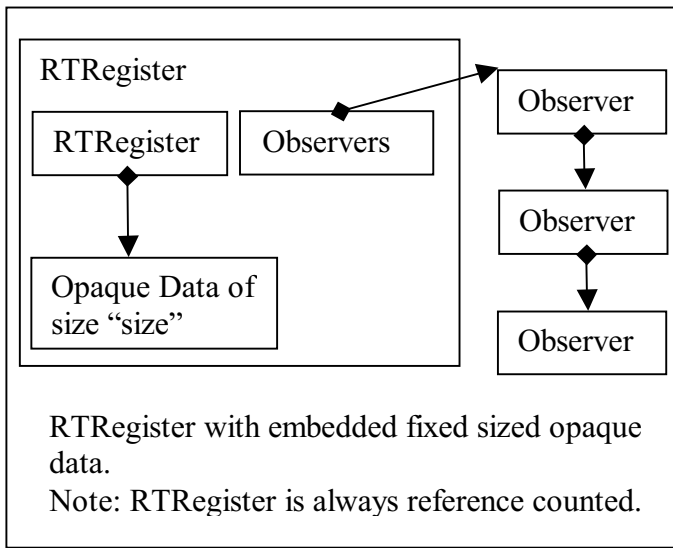 RTRegister
RTRegister
Observers
Opaque Data of
size “size”
Observer
Observer
Observer
RTRegister with embedded fixed sized opaque
data.
Note: RTRegister is always reference counted.